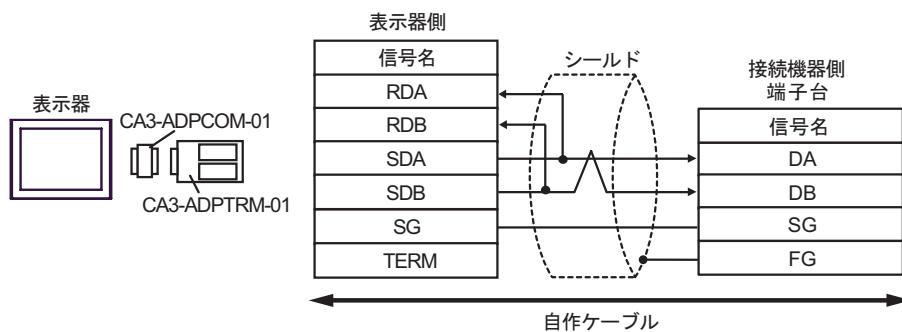 表示器
CA3-ADPCOM-01
CA3-ADPTRM-01
表示器側
信号名
RDA
RDB
SDA
SDB
SG
TERM
シールド
接続機器側
端子台
信号名
DA
DB
SG
FG
自作ケーブル